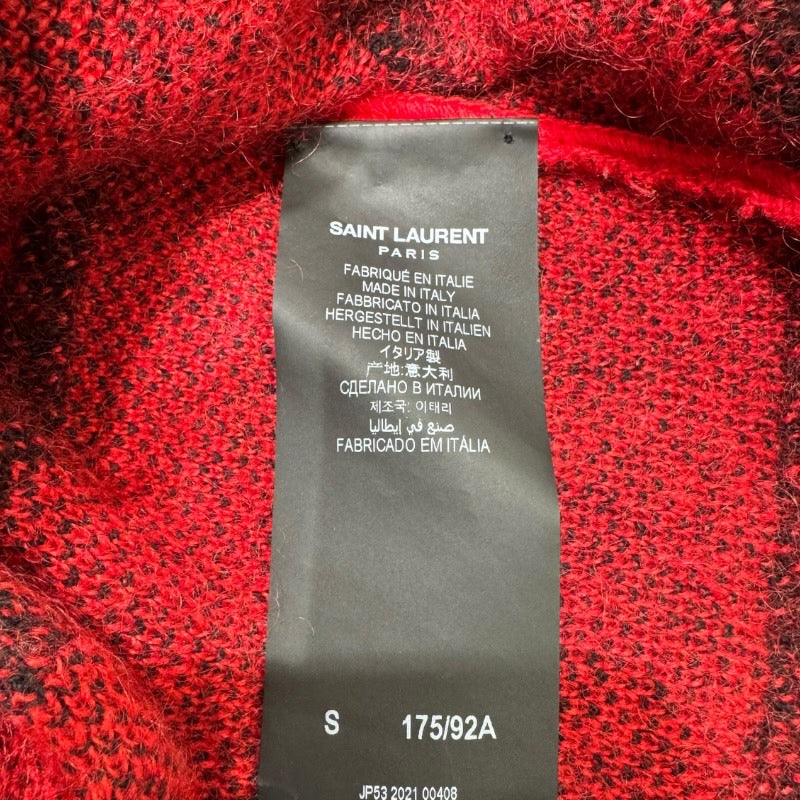 SAINT LAURENT
PARIS
FABRIQUÉ EN ITALIE
MADE IN ITALY
FABBRICATO IN ITALIA
HERGESTELLT IN ITALIEN
HECHO EN ITALIA
イタリア製
产地:意大利
СДЕЛАНО В ИТАЛИИ
제조국: 이태리
صنع في إيطاليا
FABRICADO EM ITÁLIA
S 175/92A
JP53 2021 00408